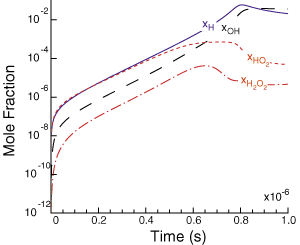 10⁻²
10⁻⁴
10⁻⁶
10⁻⁸
10⁻¹⁰
10⁻¹²
Mole Fraction
x_H
x_OH
x_HO₂
x_H₂O₂
x10⁻⁶
0 0.2 0.4 0.6 0.8 1.0
Time (s)